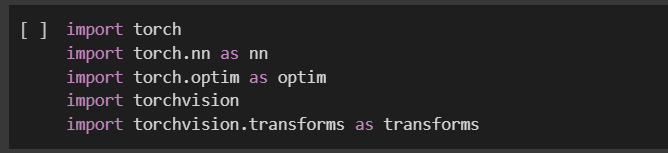 [ ] import torch
import torch.nn as nn
import torch.optim as optim
import torchvision
import torchvision.transforms as transforms